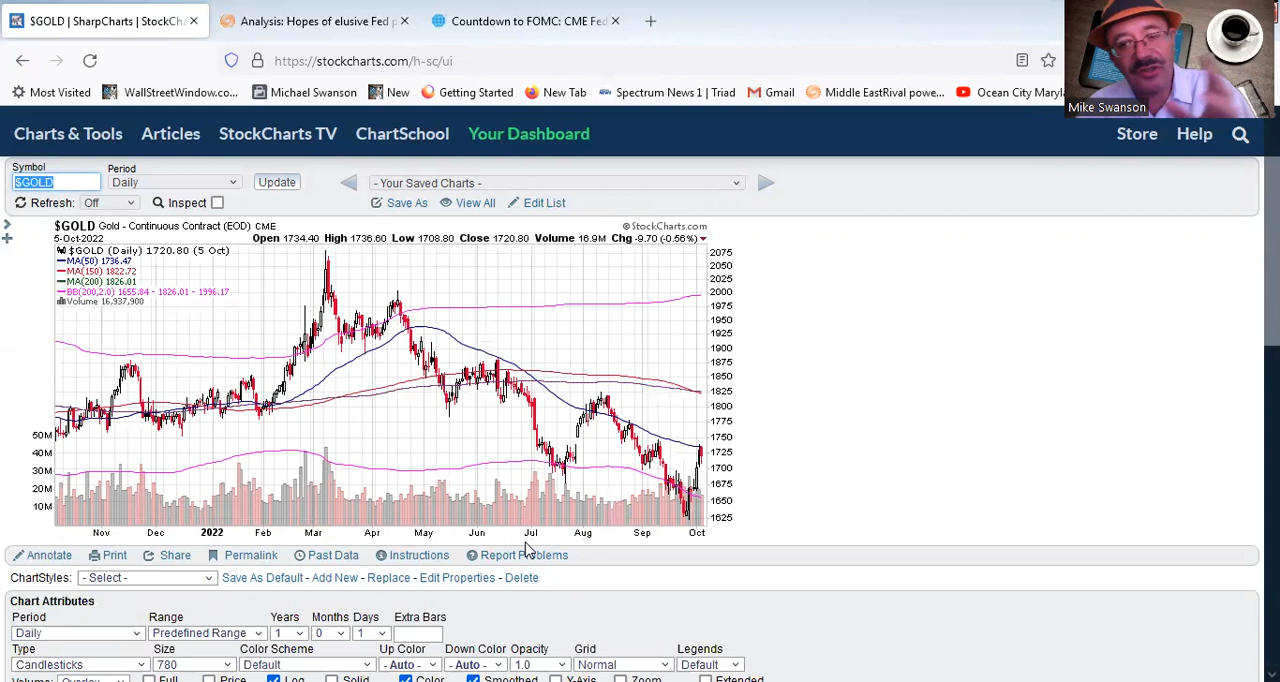 $GOLD | SharpCharts | StockCha
Analysis: Hopes of elusive Fed p
Countdown to FOMC: CME Fed
https://stockcharts.com/h-sc/ui
Most Visited
WallStreetWindow.co...
Michael Swanson
New
Getting Started
New Tab
Spectrum News 1 | Triad
Gmail
Middle EastRival powe...
Ocean City Maryl
Mike Swanson
Charts & Tools
Articles
StockCharts TV
ChartSchool
Your Dashboard
Store
Help
Symbol
Period
$GOLD
Daily
Update
- Your Saved Charts -
Refresh: Off
Inspect
Save As
View All
Edit List
$GOLD Gold - Continuous Contract (EOD) CME
© StockCharts.com
5-Oct-2022
Open 1734.40 High 1736.60 Low 1708.80 Close 1720.80 Volume 16.9M Chg -9.70 (-0.56%)
$GOLD (Daily) 1720.80 (5 Oct)
MA(50) 1736.47
MA(150) 1822.72
MA(200) 1826.01
BB(200,2.0) 1655.84 - 1826.01 - 1996.17
Volume 16,937,900
2075
2050
2025
2000
1975
1950
1925
1900
1875
1850
1825
1800
1775
1750
1725
1700
1675
1650
1625
50M
40M
30M
20M
10M
Nov Dec 2022 Feb Mar Apr May Jun Jul Aug Sep Oct
Annotate
Print
Share
Permalink
Past Data
Instructions
Report Problems
ChartStyles: - Select -
Save As Default - Add New - Replace - Edit Properties - Delete
Chart Attributes
Period Range Years Months Days Extra Bars
Daily Predefined Range 1 0 1
Type Size Color Scheme Up Color Down Color Opacity Grid Legends
Candlesticks 780 Default - Auto - - Auto - 1.0 Normal Default
Volume: Overlay Full Price Log Solid Color Smoothed Y-Axis Zoom Extended